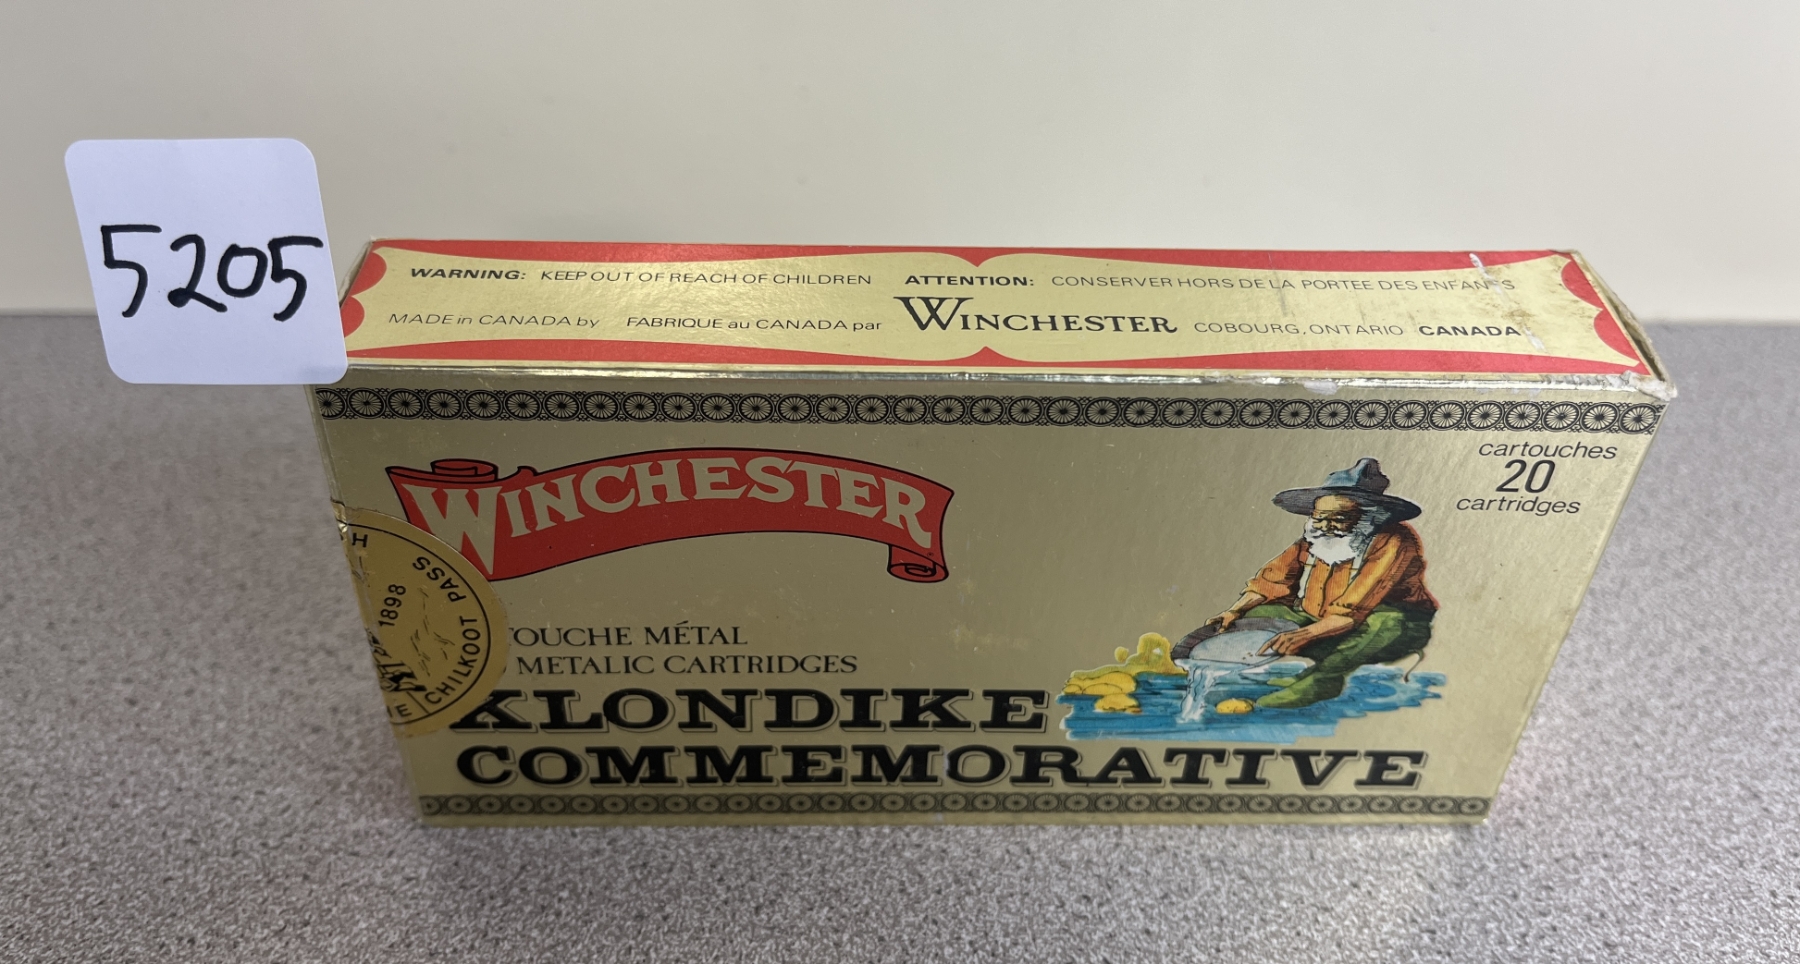 5205
WARNING: KEEP OUT OF REACH OF CHILDREN ATTENTION: CONSERVER HORS DE LA PORTEE DES ENFANTS
MADE in CANADA by FABRIQUE au CANADA par WINCHESTER COBOURG, ONTARIO CANADA
cartouches
20
cartridges
WINCHESTER
1898
CHILKOOT PASS
OUCHE MÉTAL
METALIC CARTRIDGES
KLONDIKE
COMMEMORATIVE